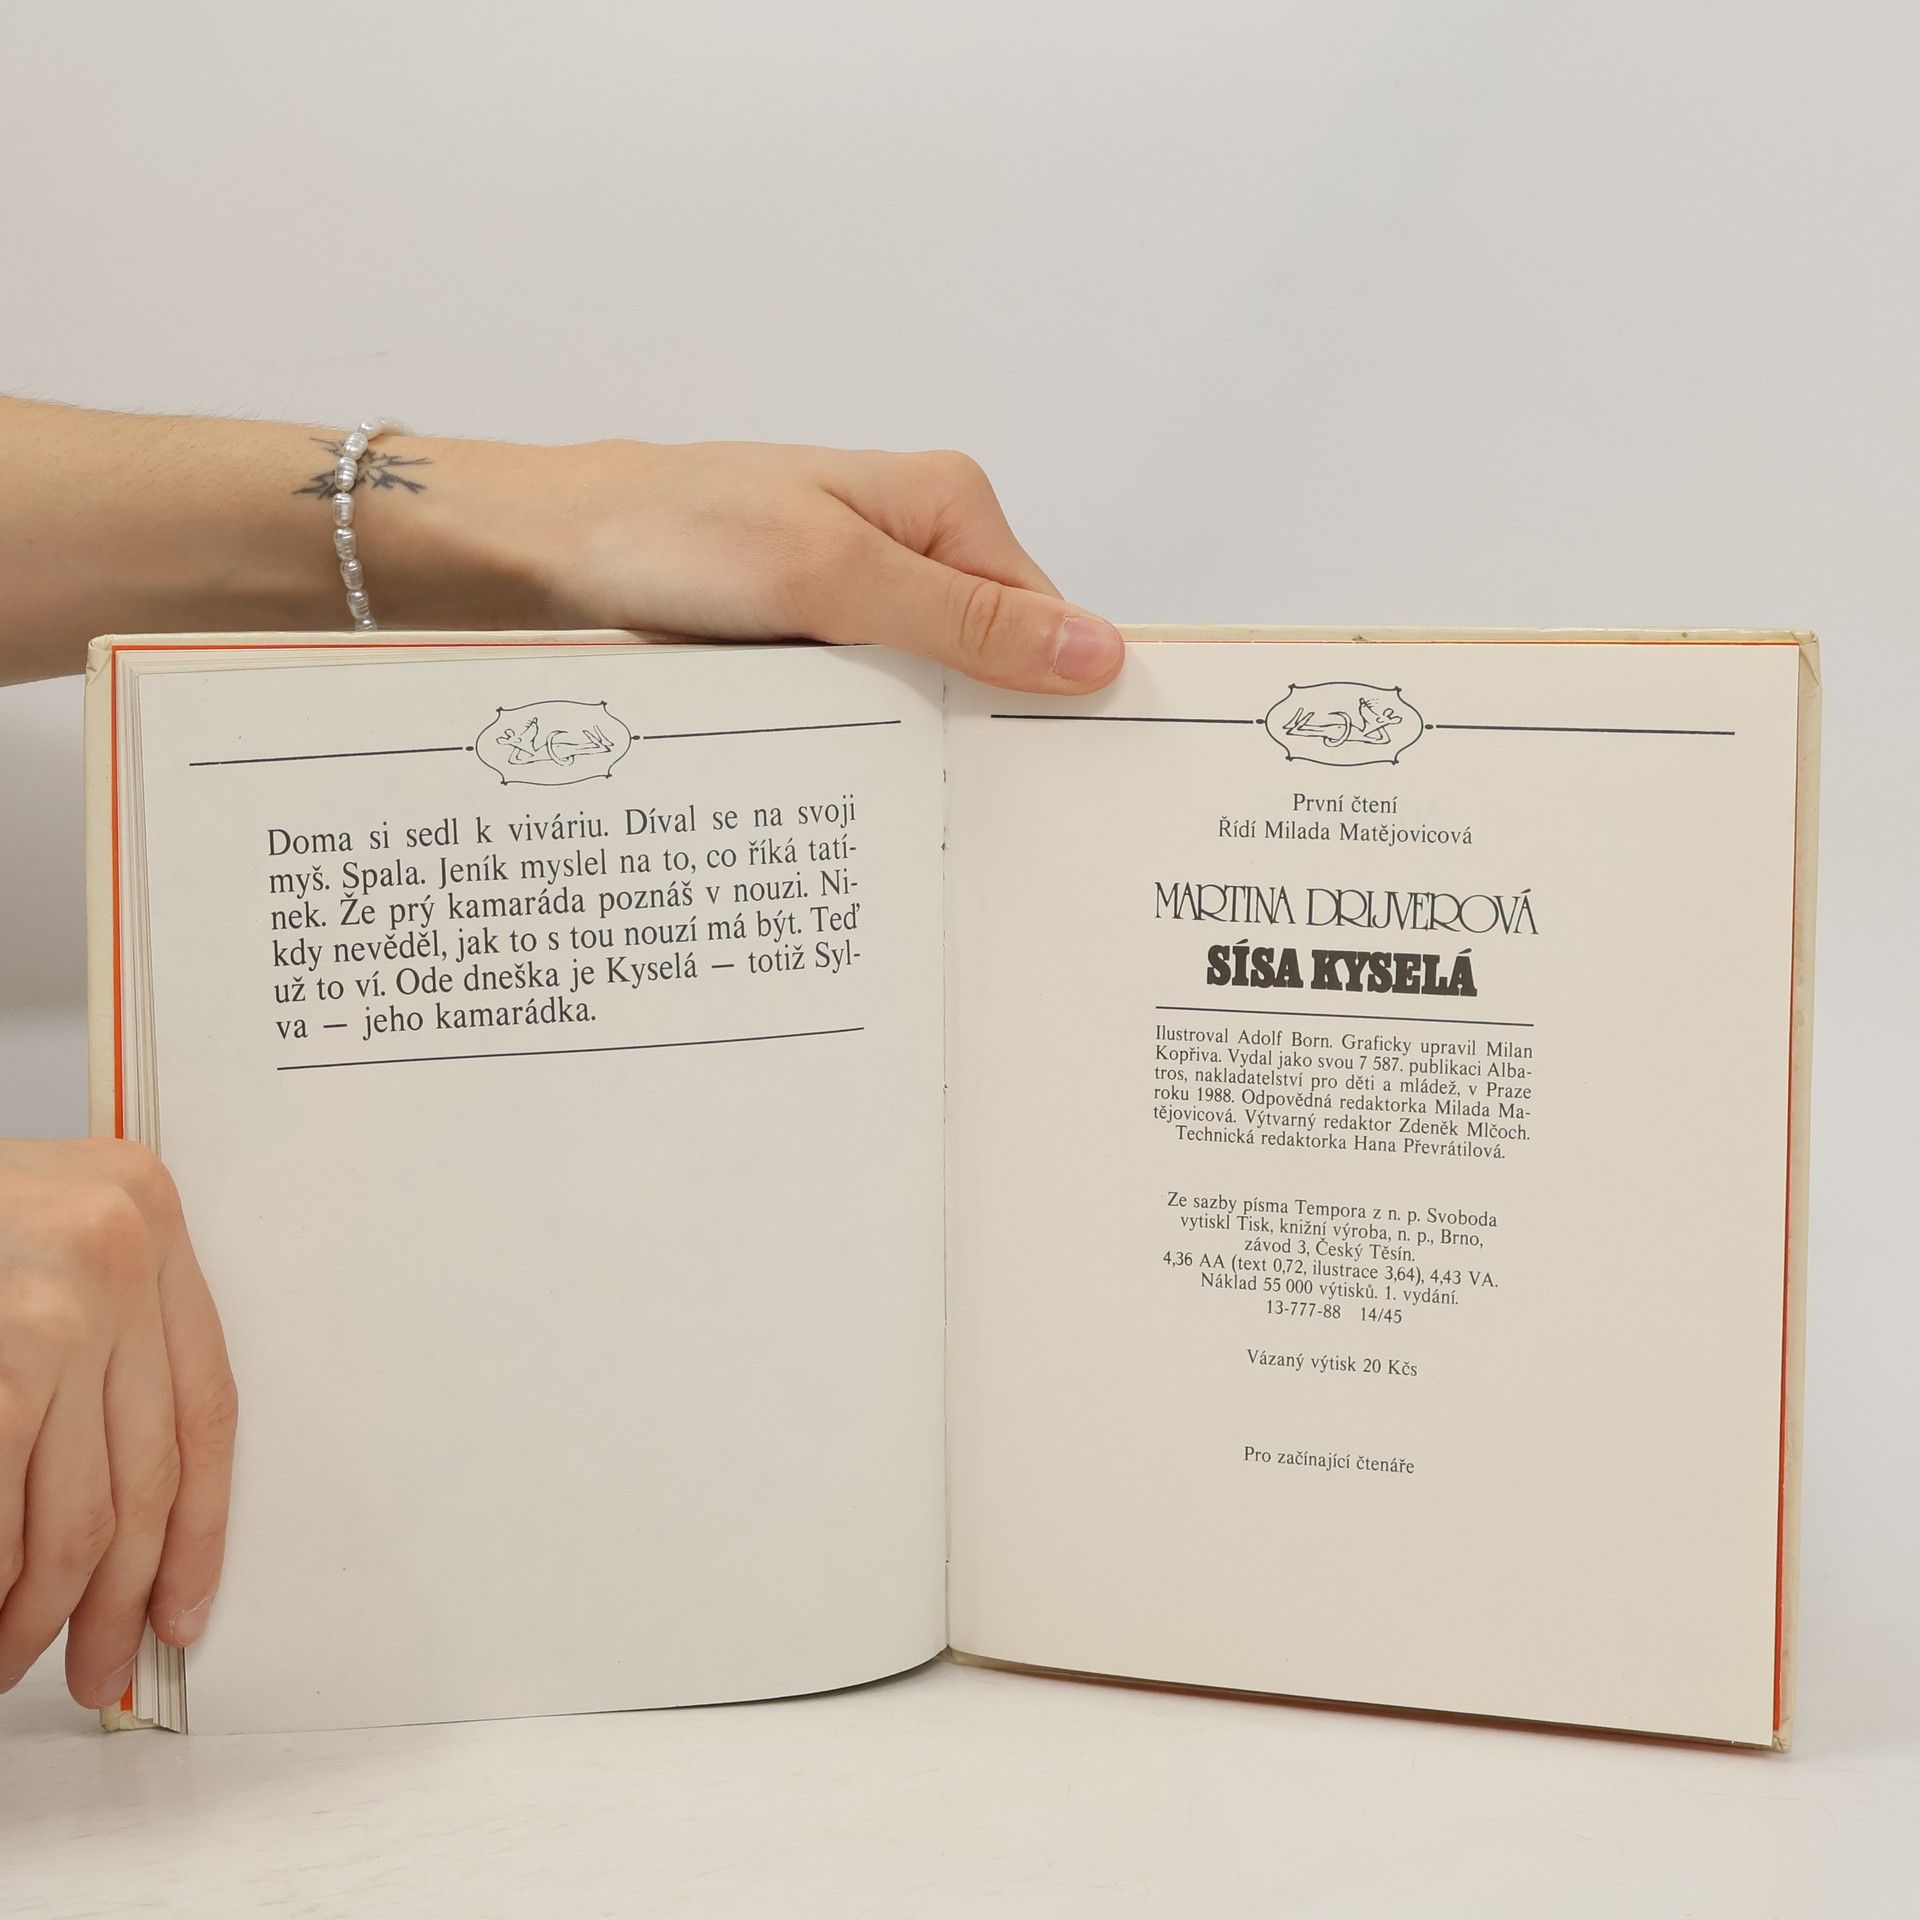 Doma si sedl k viváriu. Díval se na svoji
myš. Spala. Jeník myslel na to, co říká tatí-
nek. Že prý kamaráda poznáš v nouzi. Ni-
kdy nevěděl, jak to s tou nouzí má být. Teď
už to ví. Ode dneška je Kyselá — totiž Syl-
va — jeho kamarádka.
První čtení
Řídí Milada Matějovicová
MARTINA DRIJVEROVÁ
SÍSA KYSELÁ
Ilustroval Adolf Born. Graficky upravil Milan
Kopřiva. Vydal jako svou 7 587. publikaci Alba-
tros, nakladatelství pro děti a mládež, v Praze
roku 1988. Odpovědná redaktorka Milada Ma-
tějovicová. Výtvarný redaktor Zdeněk Mlčoch.
Technická redaktorka Hana Převrátilová.
Ze sazby písma Tempora z n. p. Svoboda
vytiskl Tisk, knižní výroba, n. p., Brno,
závod 3, Český Těsín.
4,36 AA (text 0,72, ilustrace 3,64), 4,43 VA.
Náklad 55 000 výtisků. 1. vydání.
13-777-88 14/45
Vázaný výtisk 20 Kčs
Pro začínající čtenáře